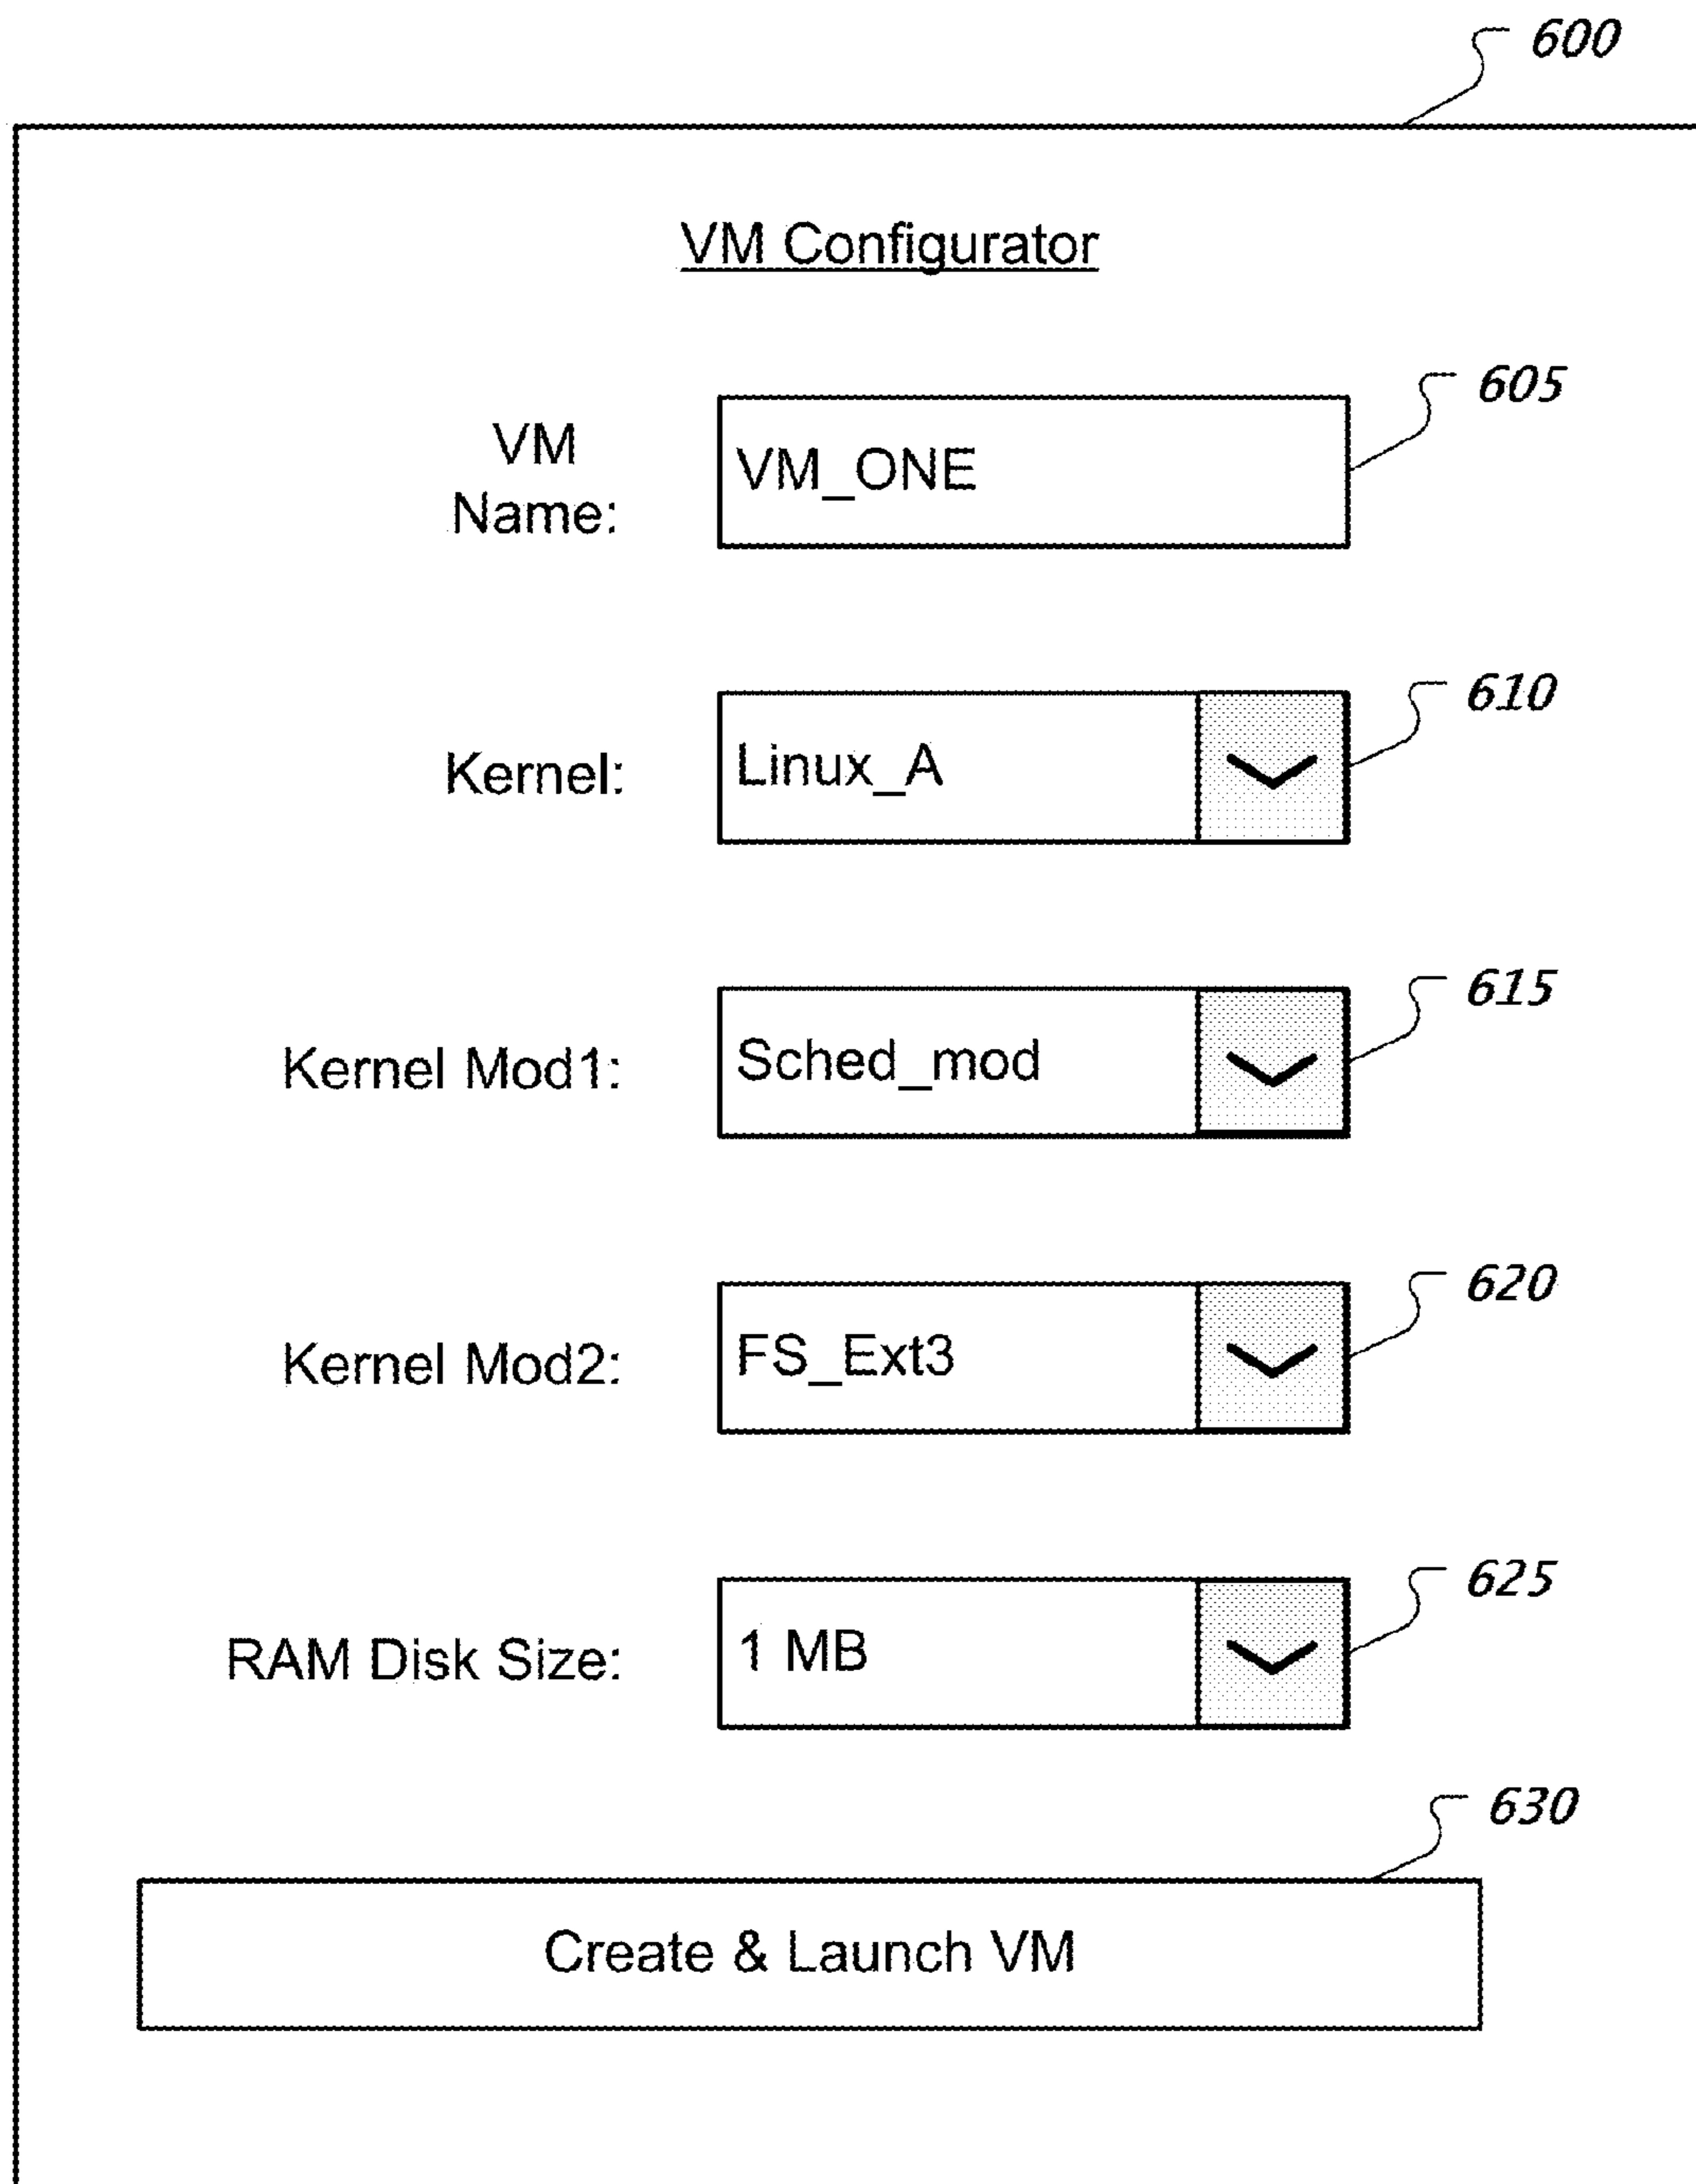 600
VM Configurator
605
VM
Name:
VM_ONE
610
Kernel:
Linux_A
615
Kernel Mod1:
Sched_mod
620
Kernel Mod2:
FS_Ext3
625
RAM Disk Size:
1 MB
630
Create & Launch VM